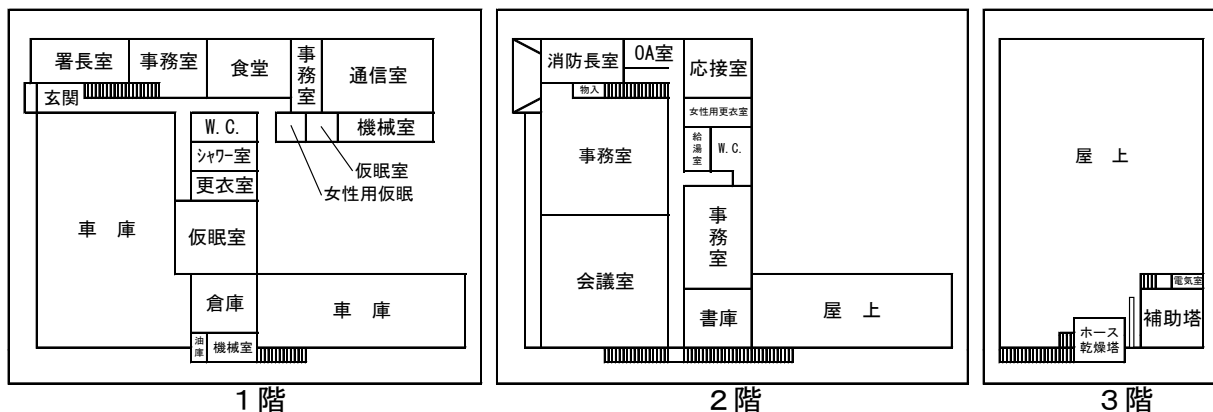 署長室
事務室
食堂
事務室
通信室
玄関
W.C.
機械室
シャワー室
仮眠室
更衣室
女性用仮眠
車 庫
仮眠室
倉庫
車 庫
油庫
機械室
1階
消防長室
OA室
応接室
物入
女性用更衣室
事務室
給湯室
W.C.
事務室
会議室
書庫
屋 上
2階
屋 上
電気室
補助塔
ホース
乾燥塔
3階